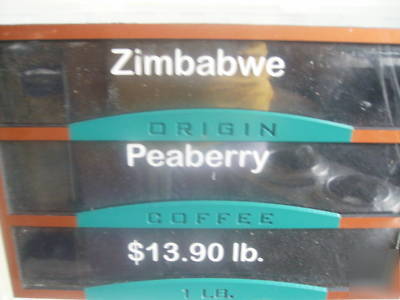 Zimbabwe
ORIGIN
Peaberry
COFFEE
$13.90 lb.
1 LB.